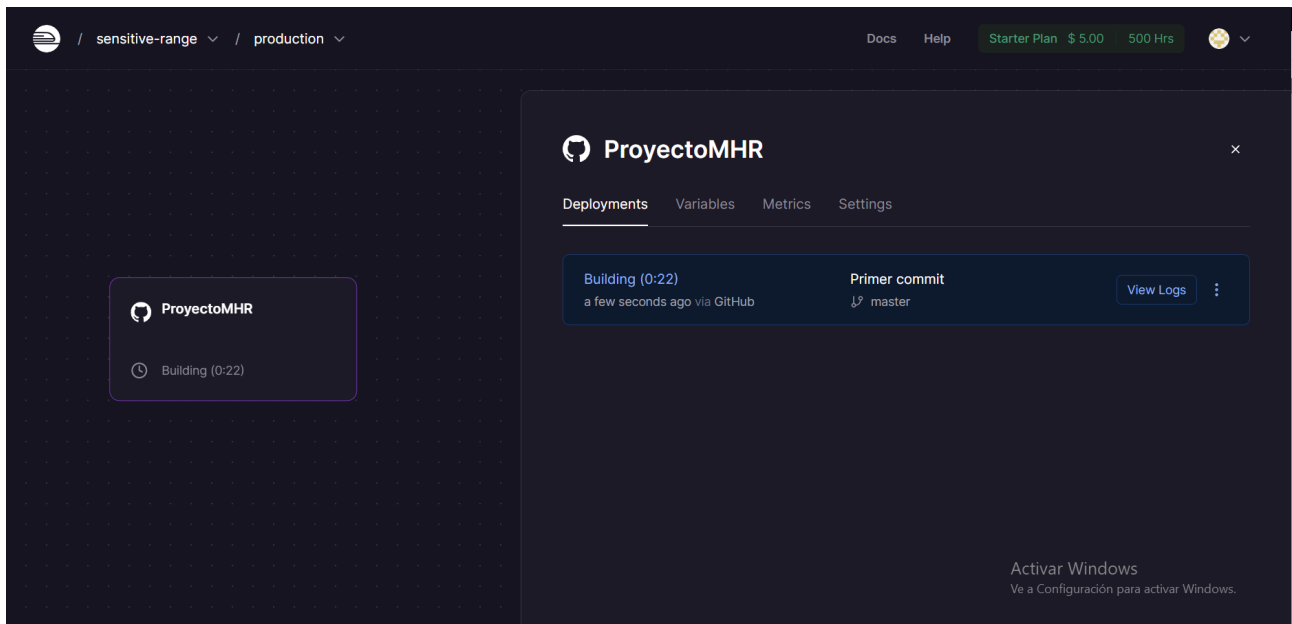 / sensitive-range / production
Docs Help Starter Plan $ 5.00 500 Hrs
ProyectoMHR
Deployments Variables Metrics Settings
Building (0:22) Primer commit
a few seconds ago via GitHub master
View Logs
ProyectoMHR
Building (0:22)
Activar Windows
Ve a Configuración para activar Windows.